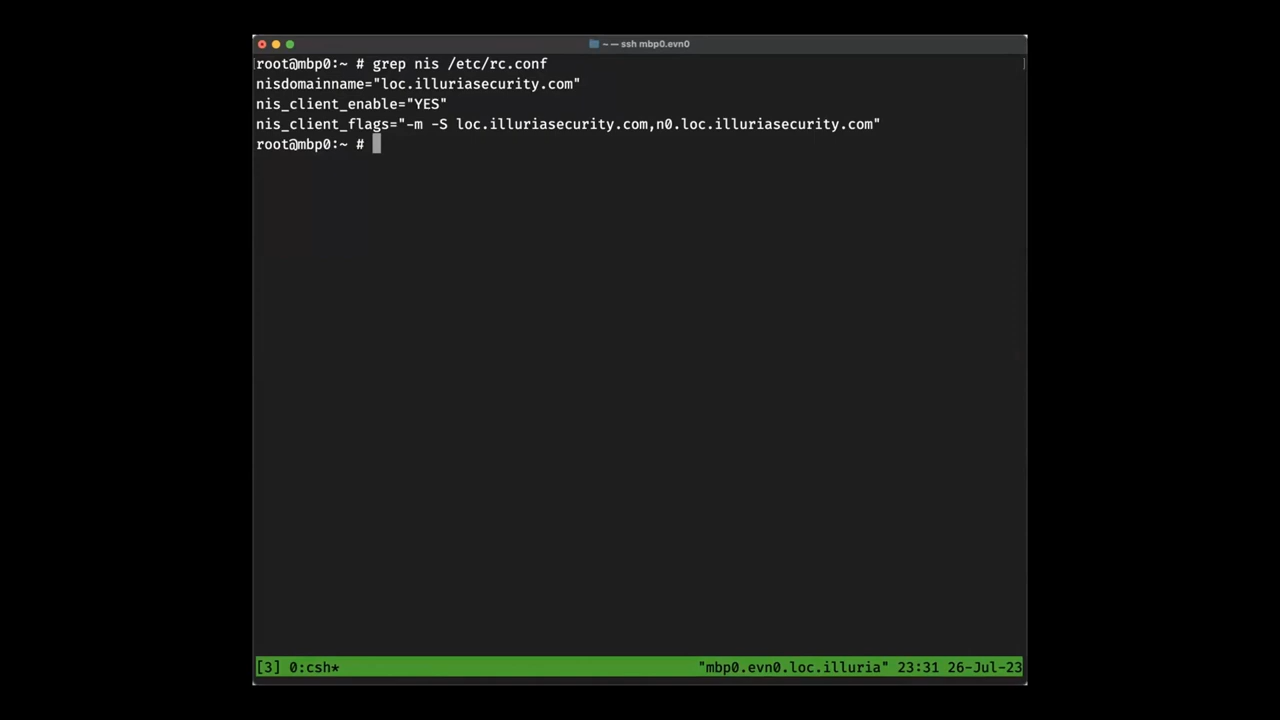 ~ — ssh mbp0.evn0
root@mbp0:~ # grep nis /etc/rc.conf
nisdomainname="loc.illuriasecurity.com"
nis_client_enable="YES"
nis_client_flags="-m -S loc.illuriasecurity.com,n0.loc.illuriasecurity.com"
root@mbp0:~ #
[3] 0:csh* "mbp0.evn0.loc.illuria" 23:31 26-Jul-23